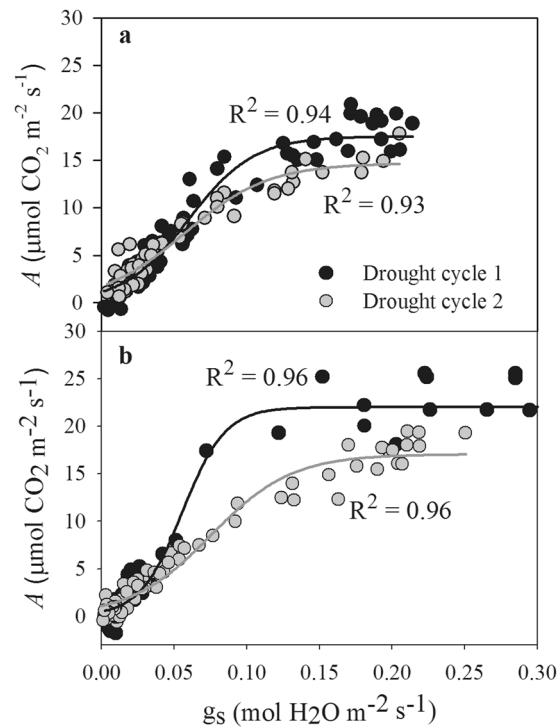 30
a
25
A (µmol CO2 m-2 s-1)
R2 = 0.94
20
15
R2 = 0.93
10
5
Drought cycle 1
Drought cycle 2
0
30
b
25
A (µmol CO2 m-2 s-1)
R2 = 0.96
20
15
R2 = 0.96
10
5
0
0.00 0.05 0.10 0.15 0.20 0.25 0.30
gs (mol H2O m-2 s-1)